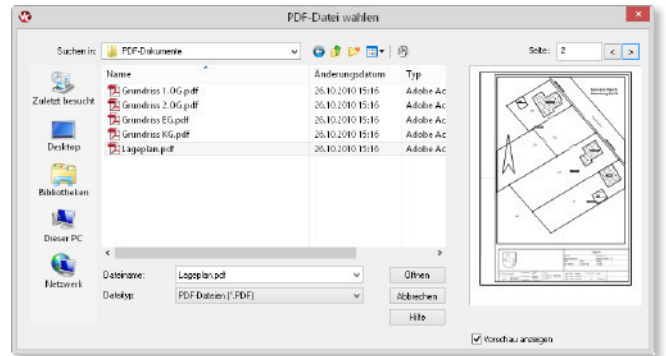 PDF-Datei wählen
Suchen in: PDF-Dokumente
Seite: 2 < >
Name Änderungsdatum Typ
Grundriss 1.OG.pdf 26.10.2010 15:16 Adobe Ac
Grundriss 2.OG.pdf 26.10.2010 15:16 Adobe Ac
Grundriss EG.pdf 26.10.2010 15:16 Adobe Ac
Grundriss KG.pdf 26.10.2010 15:16 Adobe Ac
Lageplan.pdf 26.10.2010 15:16 Adobe Ac
Zuletzt besucht
Desktop
Bibliotheken
Dieser PC
Netzwerk
Dateiname: Lageplan.pdf Öffnen
Dateityp: PDF-Dateien (*.PDF) Abbrechen
Hilfe
Vorschau anzeigen